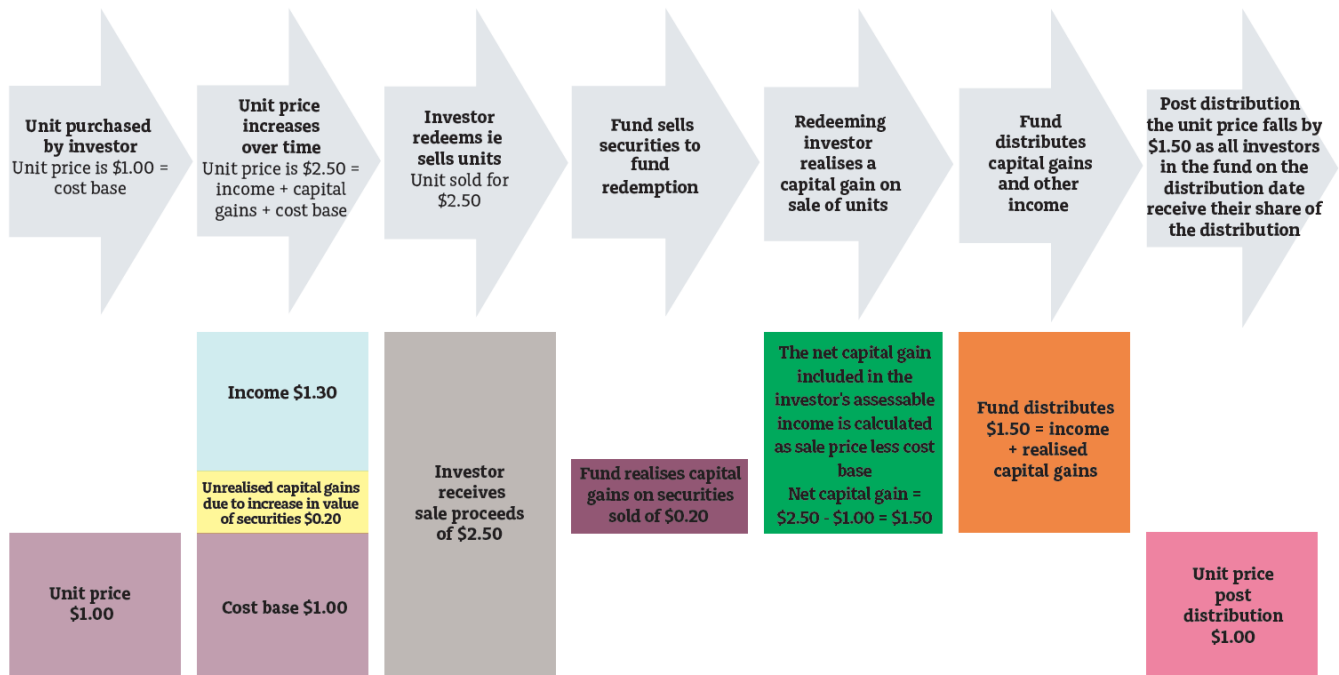 Unit purchased
by investor
Unit price is $1.00 =
cost base
Unit price
increases
over time
Unit price is $2.50 =
income + capital
gains + cost base
Investor
redeems ie
sells units
Unit sold for
$2.50
Fund sells
securities to
fund
redemption
Redeeming
investor
realises a
capital gain on
sale of units
Fund
distributes
capital gains
and other
income
Post distribution
the unit price falls by
$1.50 as all investors
in the fund on the
distribution date
receive their share of
the distribution
Unit price
$1.00
Income $1.30
Unrealised capital gains
due to increase in value
of securities $0.20
Cost base $1.00
Investor
receives
sale proceeds
of $2.50
Fund realises capital
gains on securities
sold of $0.20
The net capital gain
included in the
investor's assessable
income is calculated
as sale price less cost
base
Net capital gain =
$2.50 - $1.00 = $1.50
Fund distributes
$1.50 = income
+ realised
capital gains
Unit price
post
distribution
$1.00